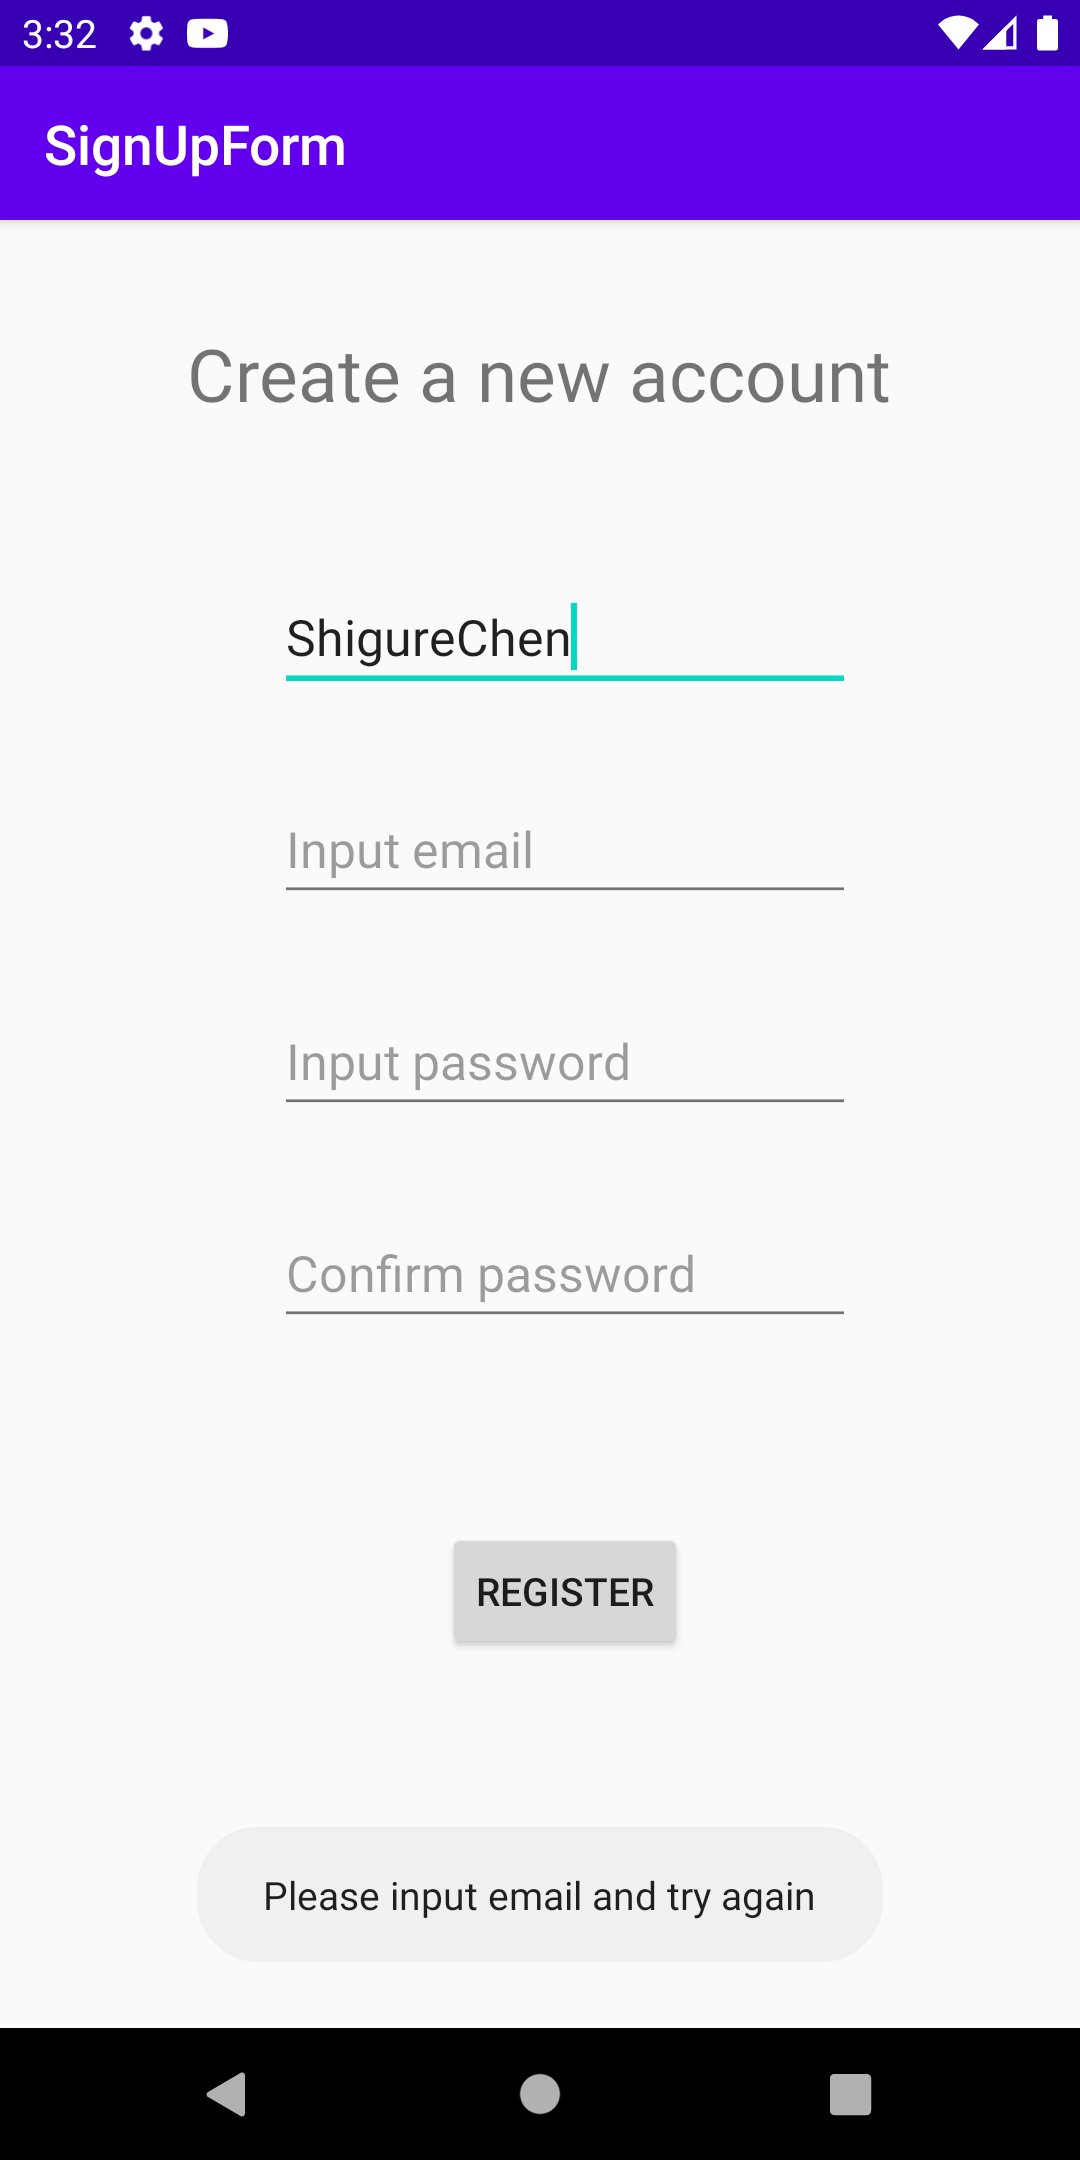 3:32
SignUpForm
Create a new account
ShigureChen
Input email
Input password
Confirm password
REGISTER
Please input email and try again